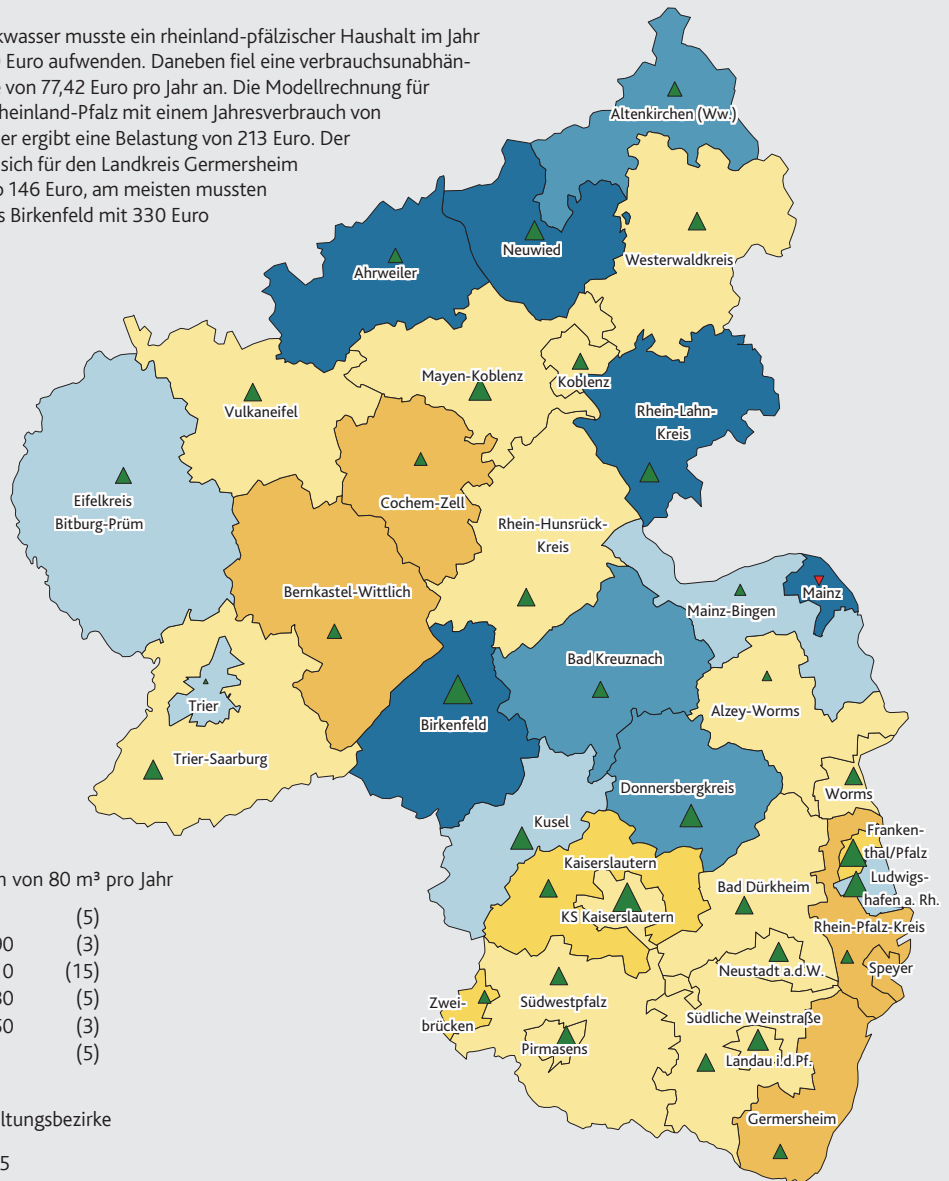 kwasser musste ein rheinland-pfälzischer Haushalt im Jahr
Euro aufwenden. Daneben fiel eine verbrauchsunabhän-
von 77,42 Euro pro Jahr an. Die Modellrechnung für
heinland-Pfalz mit einem Jahresverbrauch von
er ergibt eine Belastung von 213 Euro. Der
sich für den Landkreis Germersheim
146 Euro, am meisten mussten
s Birkenfeld mit 330 Euro
Altenkirchen (Ww.)
Neuwied
Westerwaldkreis
Ahrweiler
Mayen-Koblenz
Koblenz
Vulkaneifel
Rhein-Lahn-
Kreis
Eifelkreis
Bitburg-Prüm
Cochem-Zell
Rhein-Hunsrück-
Kreis
Bernkastel-Wittlich
Mainz-Bingen
Mainz
Bad Kreuznach
Trier
Alzey-Worms
Birkenfeld
Trier-Saarburg
Donnersbergkreis
Worms
Kusel
Franken-
thal/Pfalz
Kaiserslautern
Ludwigs-
hafen a. Rh.
Bad Dürkheim
KS Kaiserslautern
Rhein-Pfalz-Kreis
Neustadt a.d.W.
Speyer
Zwei-
brücken
Südwestpfalz
Südliche Weinstraße
Pirmasens
Landau i.d.Pf.
Germersheim
von 80 m³ pro Jahr
(5)
(3)
(15)
(5)
(3)
(5)
ltungsbezirke
5